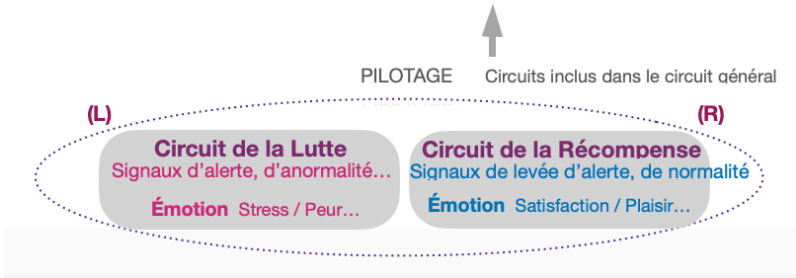 PILOTAGE Circuits inclus dans le circuit général
(L) (R)
Circuit de la Lutte
Signaux d’alerte, d’anormalité…
Émotion Stress / Peur…
Circuit de la Récompense
Signaux de levée d’alerte, de normalité
Émotion Satisfaction / Plaisir…